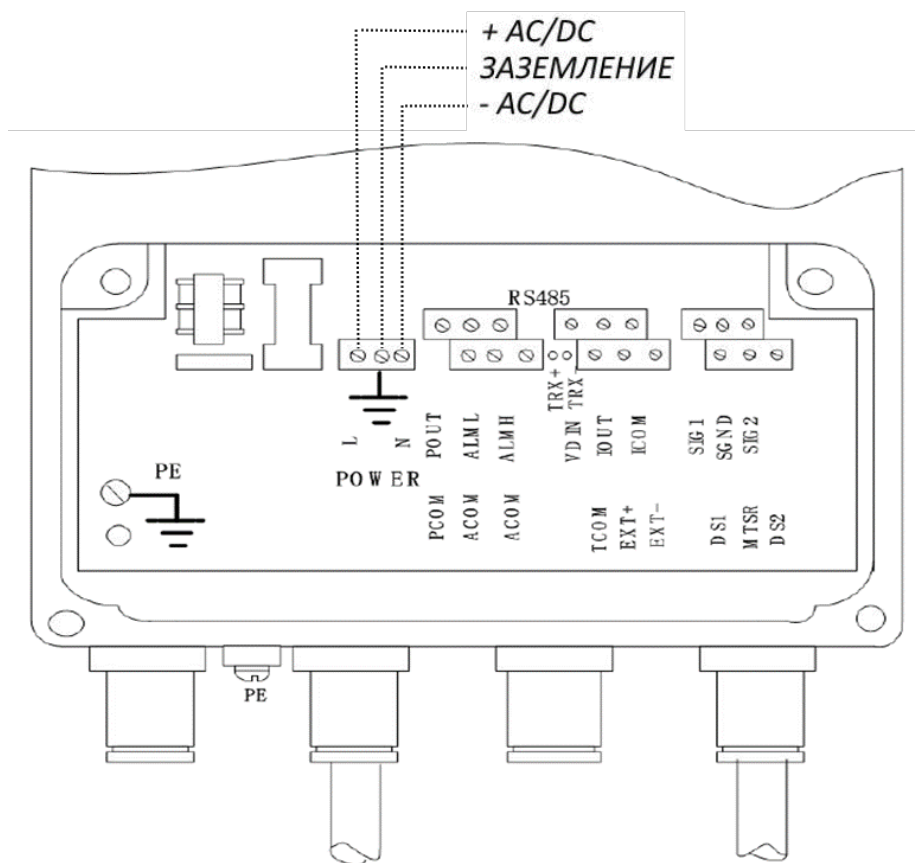 + AC/DC
ЗАЗЕМЛЕНИЕ
- AC/DC
RS485
TRX+
TRX-
L
N
POWER
POUT
ALML
ALMH
VDIN
IOUT
ICOM
SIG1
SGND
SIG2
PE
PCOM
ACOM
ACOM
TCOM
EXT+
EXT-
DS1
MTSR
DS2
PE